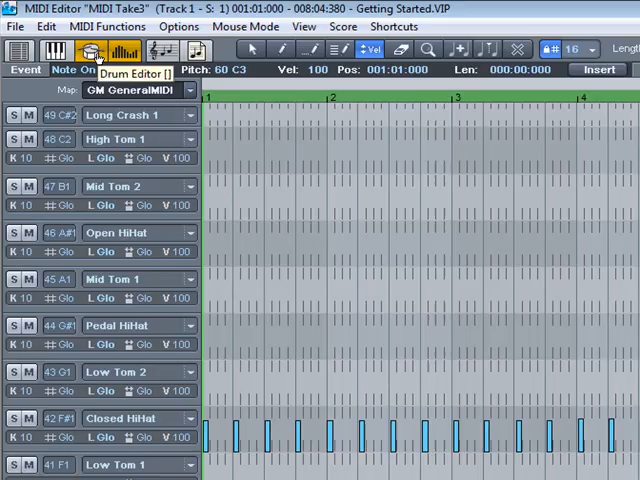 MIDI Editor "MIDI Take3" (Track 1 - S: 1) 001:01:000 - 008:04:380 - Getting Started.VIP
File Edit MIDI Functions Options Mouse Mode View Score Shortcuts
Vel # 16 Length
Event Note On Pitch: 60 C3 Vel: 100 Pos: 001:01:000 Len: 000:00:000 Insert
Drum Editor []
Map: GM GeneralMIDI 1 2 3 4
S M 49 C#2 Long Crash 1
S M 48 C2 High Tom 1
K 10 Glo L Glo Glo V 100
S M 47 B1 Mid Tom 2
K 10 Glo L Glo Glo V 100
S M 46 A#1 Open HiHat
K 10 Glo L Glo Glo V 100
S M 45 A1 Mid Tom 1
K 10 Glo L Glo Glo V 100
S M 44 G#1 Pedal HiHat
K 10 Glo L Glo Glo V 100
S M 43 G1 Low Tom 2
K 10 Glo L Glo Glo V 100
S M 42 F#1 Closed HiHat
K 10 Glo L Glo Glo V 100
S M 41 F1 Low Tom 1